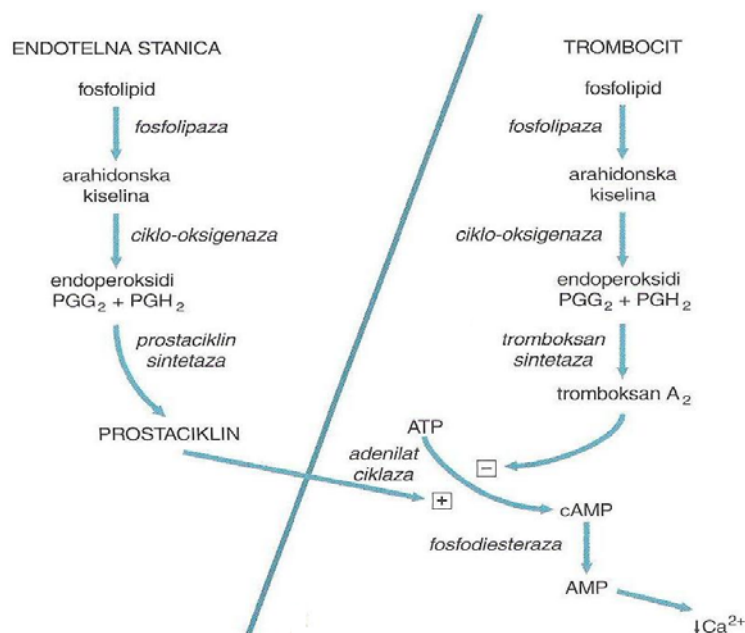 ENDOTELNA STANICA
fosfolipid
fosfolipaza
arahidonska
kiselina
ciklo-oksigenaza
endoperoksidi
PGG₂ + PGH₂
prostaciklin
sintetaza
PROSTACIKLIN
TROMBOCIT
fosfolipid
fosfolipaza
arahidonska
kiselina
ciklo-oksigenaza
endoperoksidi
PGG₂ + PGH₂
tromboksan
sintetaza
tromboksan A₂
ATP
adenilat
ciklaza
−
+
cAMP
fosfodiesteraza
AMP
↓Ca²⁺